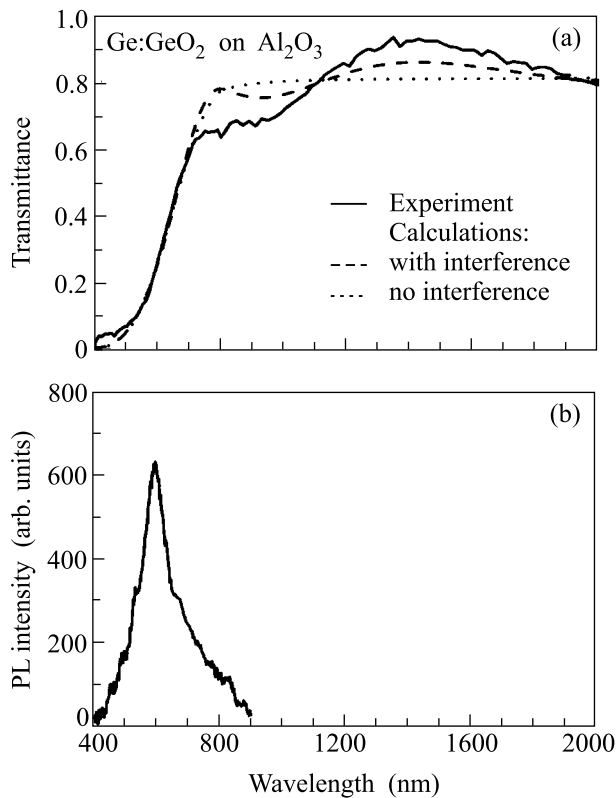 1.0
Ge:GeO₂ on Al₂O₃
(a)
0.8
0.6
0.4
0.2
0
Transmittance
Experiment
Calculations:
with interference
no interference
800
(b)
600
400
200
0
PL intensity (arb. units)
400 800 1200 1600 2000
Wavelength (nm)